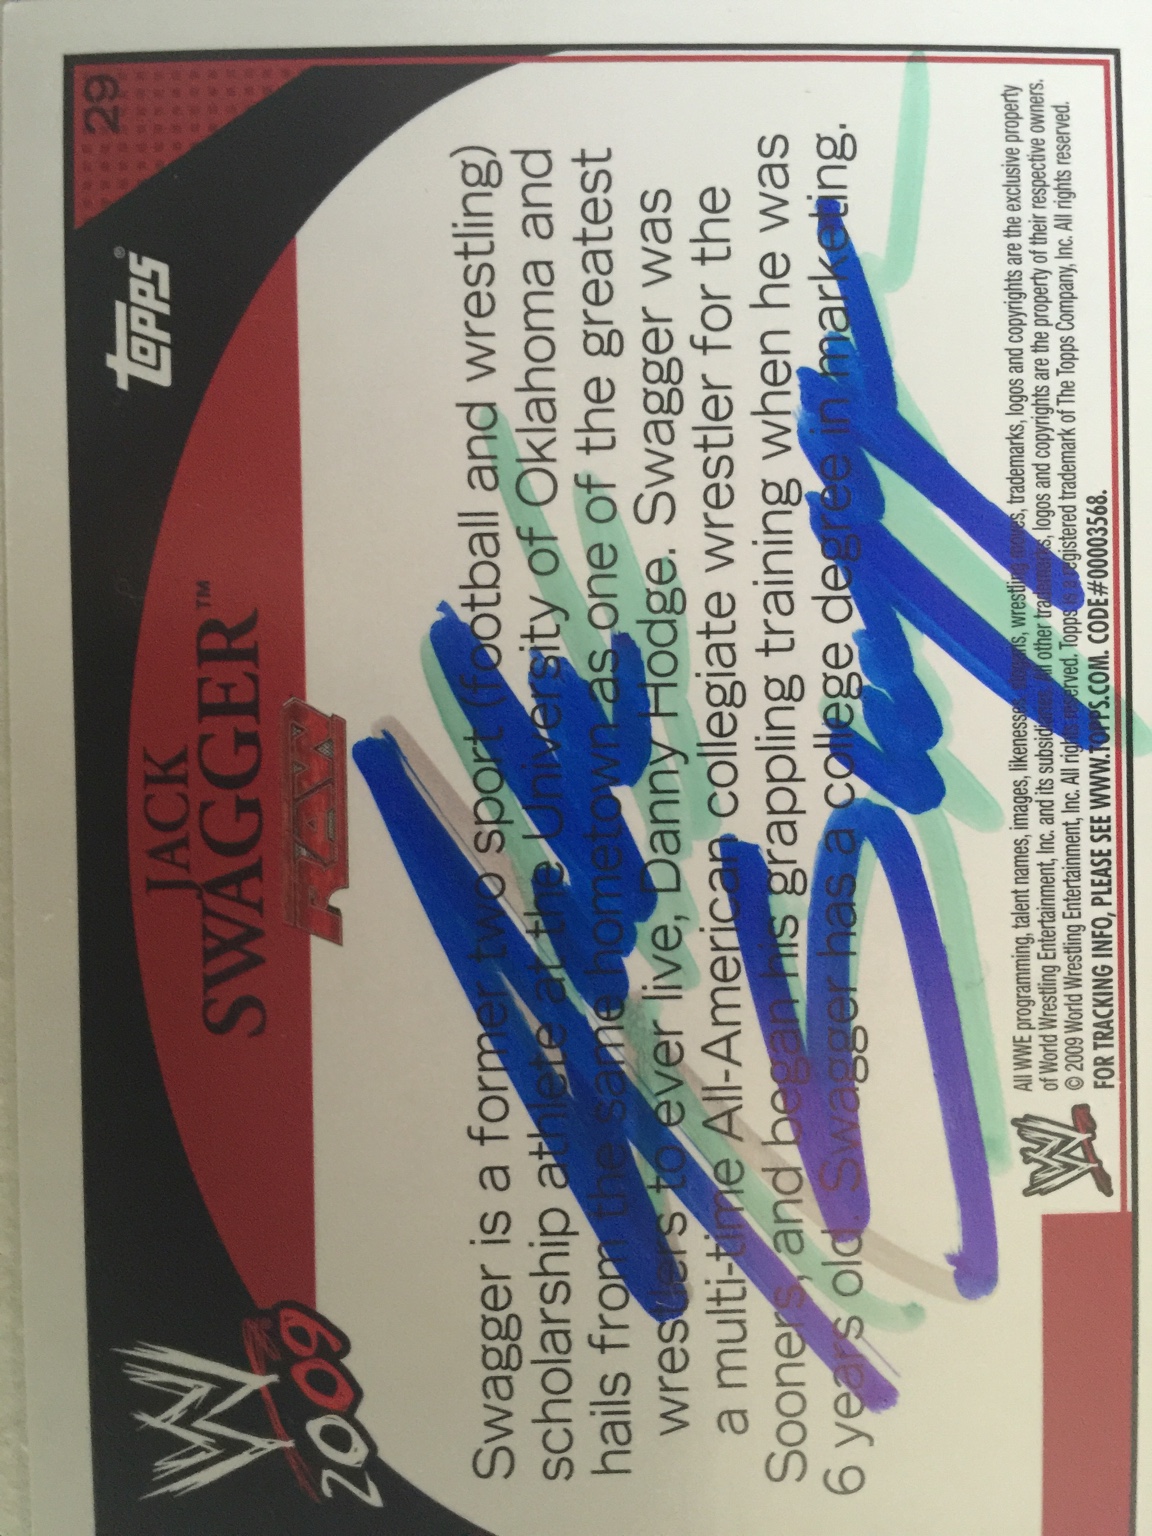 29
topps®
JACK
SWAGGER™
RAW
W
2009
Swagger is a former two sport (football and wrestling)
scholarship athlete at the University of Oklahoma and
hails from the same hometown as one of the greatest
wrestlers to ever live, Danny Hodge. Swagger was
a multi-time All-American collegiate wrestler for the
Sooners, and began his grappling training when he was
6 years old. Swagger has a college degree in marketing.
All WWE programming, talent names, images, likenesses, slogans, wrestling moves, trademarks, logos and copyrights are the exclusive property
of World Wrestling Entertainment, Inc. and its subsidiaries. All other trademarks, logos and copyrights are the property of their respective owners.
© 2009 World Wrestling Entertainment, Inc. All rights reserved. Topps is a registered trademark of The Topps Company, Inc. All rights reserved.
FOR TRACKING INFO, PLEASE SEE WWW.TOPPS.COM. CODE#00003568.